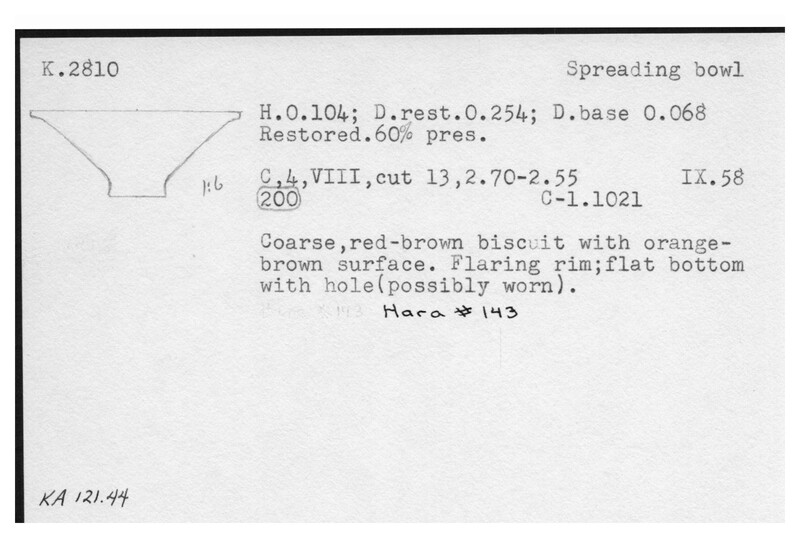 K.2810 Spreading bowl
H.0.104; D.rest.0.254; D.base 0.068
Restored.60% pres.
1:6
C,4,VIII,cut 13,2.70-2.55 IX.58
200 C-1.1021
Coarse,red-brown biscuit with orange-
brown surface. Flaring rim;flat bottom
with hole(possibly worn).
Hara # 143
KA 121.44